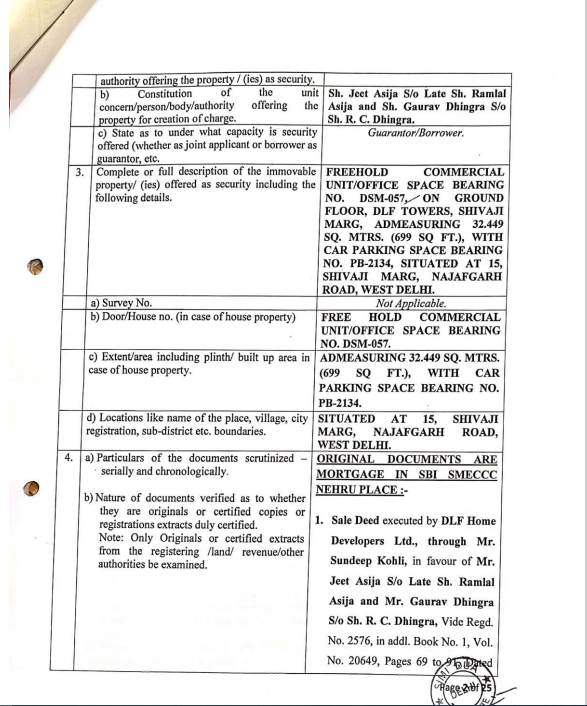 authority offering the property / (ies) as security.
b) Constitution of the unit
concern/person/body/authority offering the
property for creation of charge.
Sh. Jeet Asija S/o Late Sh. Ramlal
Asija and Sh. Gaurav Dhingra S/o
Sh. R. C. Dhingra.
c) State as to under what capacity is security
offered (whether as joint applicant or borrower as
guarantor, etc.
Guarantor/Borrower.
3. Complete or full description of the immovable
property/ (ies) offered as security including the
following details.
FREEHOLD COMMERCIAL
UNIT/OFFICE SPACE BEARING
NO. DSM-057, ON GROUND
FLOOR, DLF TOWERS, SHIVAJI
MARG, ADMEASURING 32.449
SQ. MTRS. (699 SQ FT.), WITH
CAR PARKING SPACE BEARING
NO. PB-2134, SITUATED AT 15,
SHIVAJI MARG, NAJAFGARH
ROAD, WEST DELHI.
a) Survey No.
Not Applicable.
b) Door/House no. (in case of house property)
FREE HOLD COMMERCIAL
UNIT/OFFICE SPACE BEARING
NO. DSM-057.
c) Extent/area including plinth/ built up area in
case of house property.
ADMEASURING 32.449 SQ. MTRS.
(699 SQ FT.), WITH CAR
PARKING SPACE BEARING NO.
PB-2134.
d) Locations like name of the place, village, city
registration, sub-district etc. boundaries.
SITUATED AT 15, SHIVAJI
MARG, NAJAFGARH ROAD,
WEST DELHI.
4. a) Particulars of the documents scrutinized –
serially and chronologically.
b) Nature of documents verified as to whether
they are originals or certified copies or
registrations extracts duly certified.
Note: Only Originals or certified extracts
from the registering /land/ revenue/other
authorities be examined.
ORIGINAL DOCUMENTS ARE
MORTGAGE IN SBI SMECCC
NEHRU PLACE :-
1. Sale Deed executed by DLF Home
Developers Ltd., through Mr.
Sundeep Kohli, in favour of Mr.
Jeet Asija S/o Late Sh. Ramlal
Asija and Mr. Gaurav Dhingra
S/o Sh. R. C. Dhingra, Vide Regd.
No. 2576, in addl. Book No. 1, Vol.
No. 20649, Pages 69 to Dated
Page of 25
DELHI